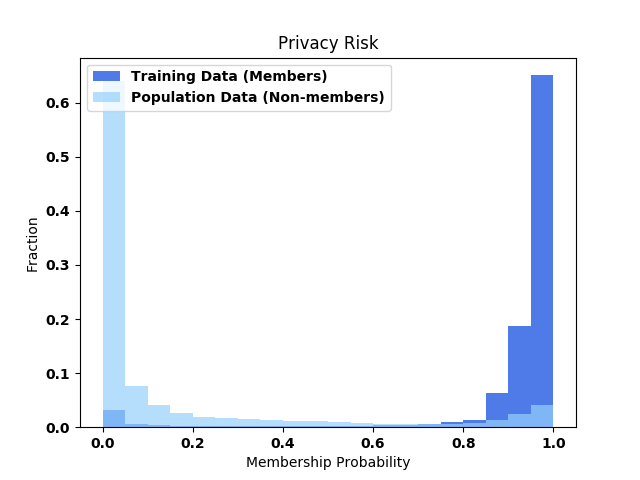 Privacy Risk
Training Data (Members)
Population Data (Non-members)
0.6
0.5
0.4
0.3
0.2
0.1
0.0
Fraction
0.0 0.2 0.4 0.6 0.8 1.0
Membership Probability